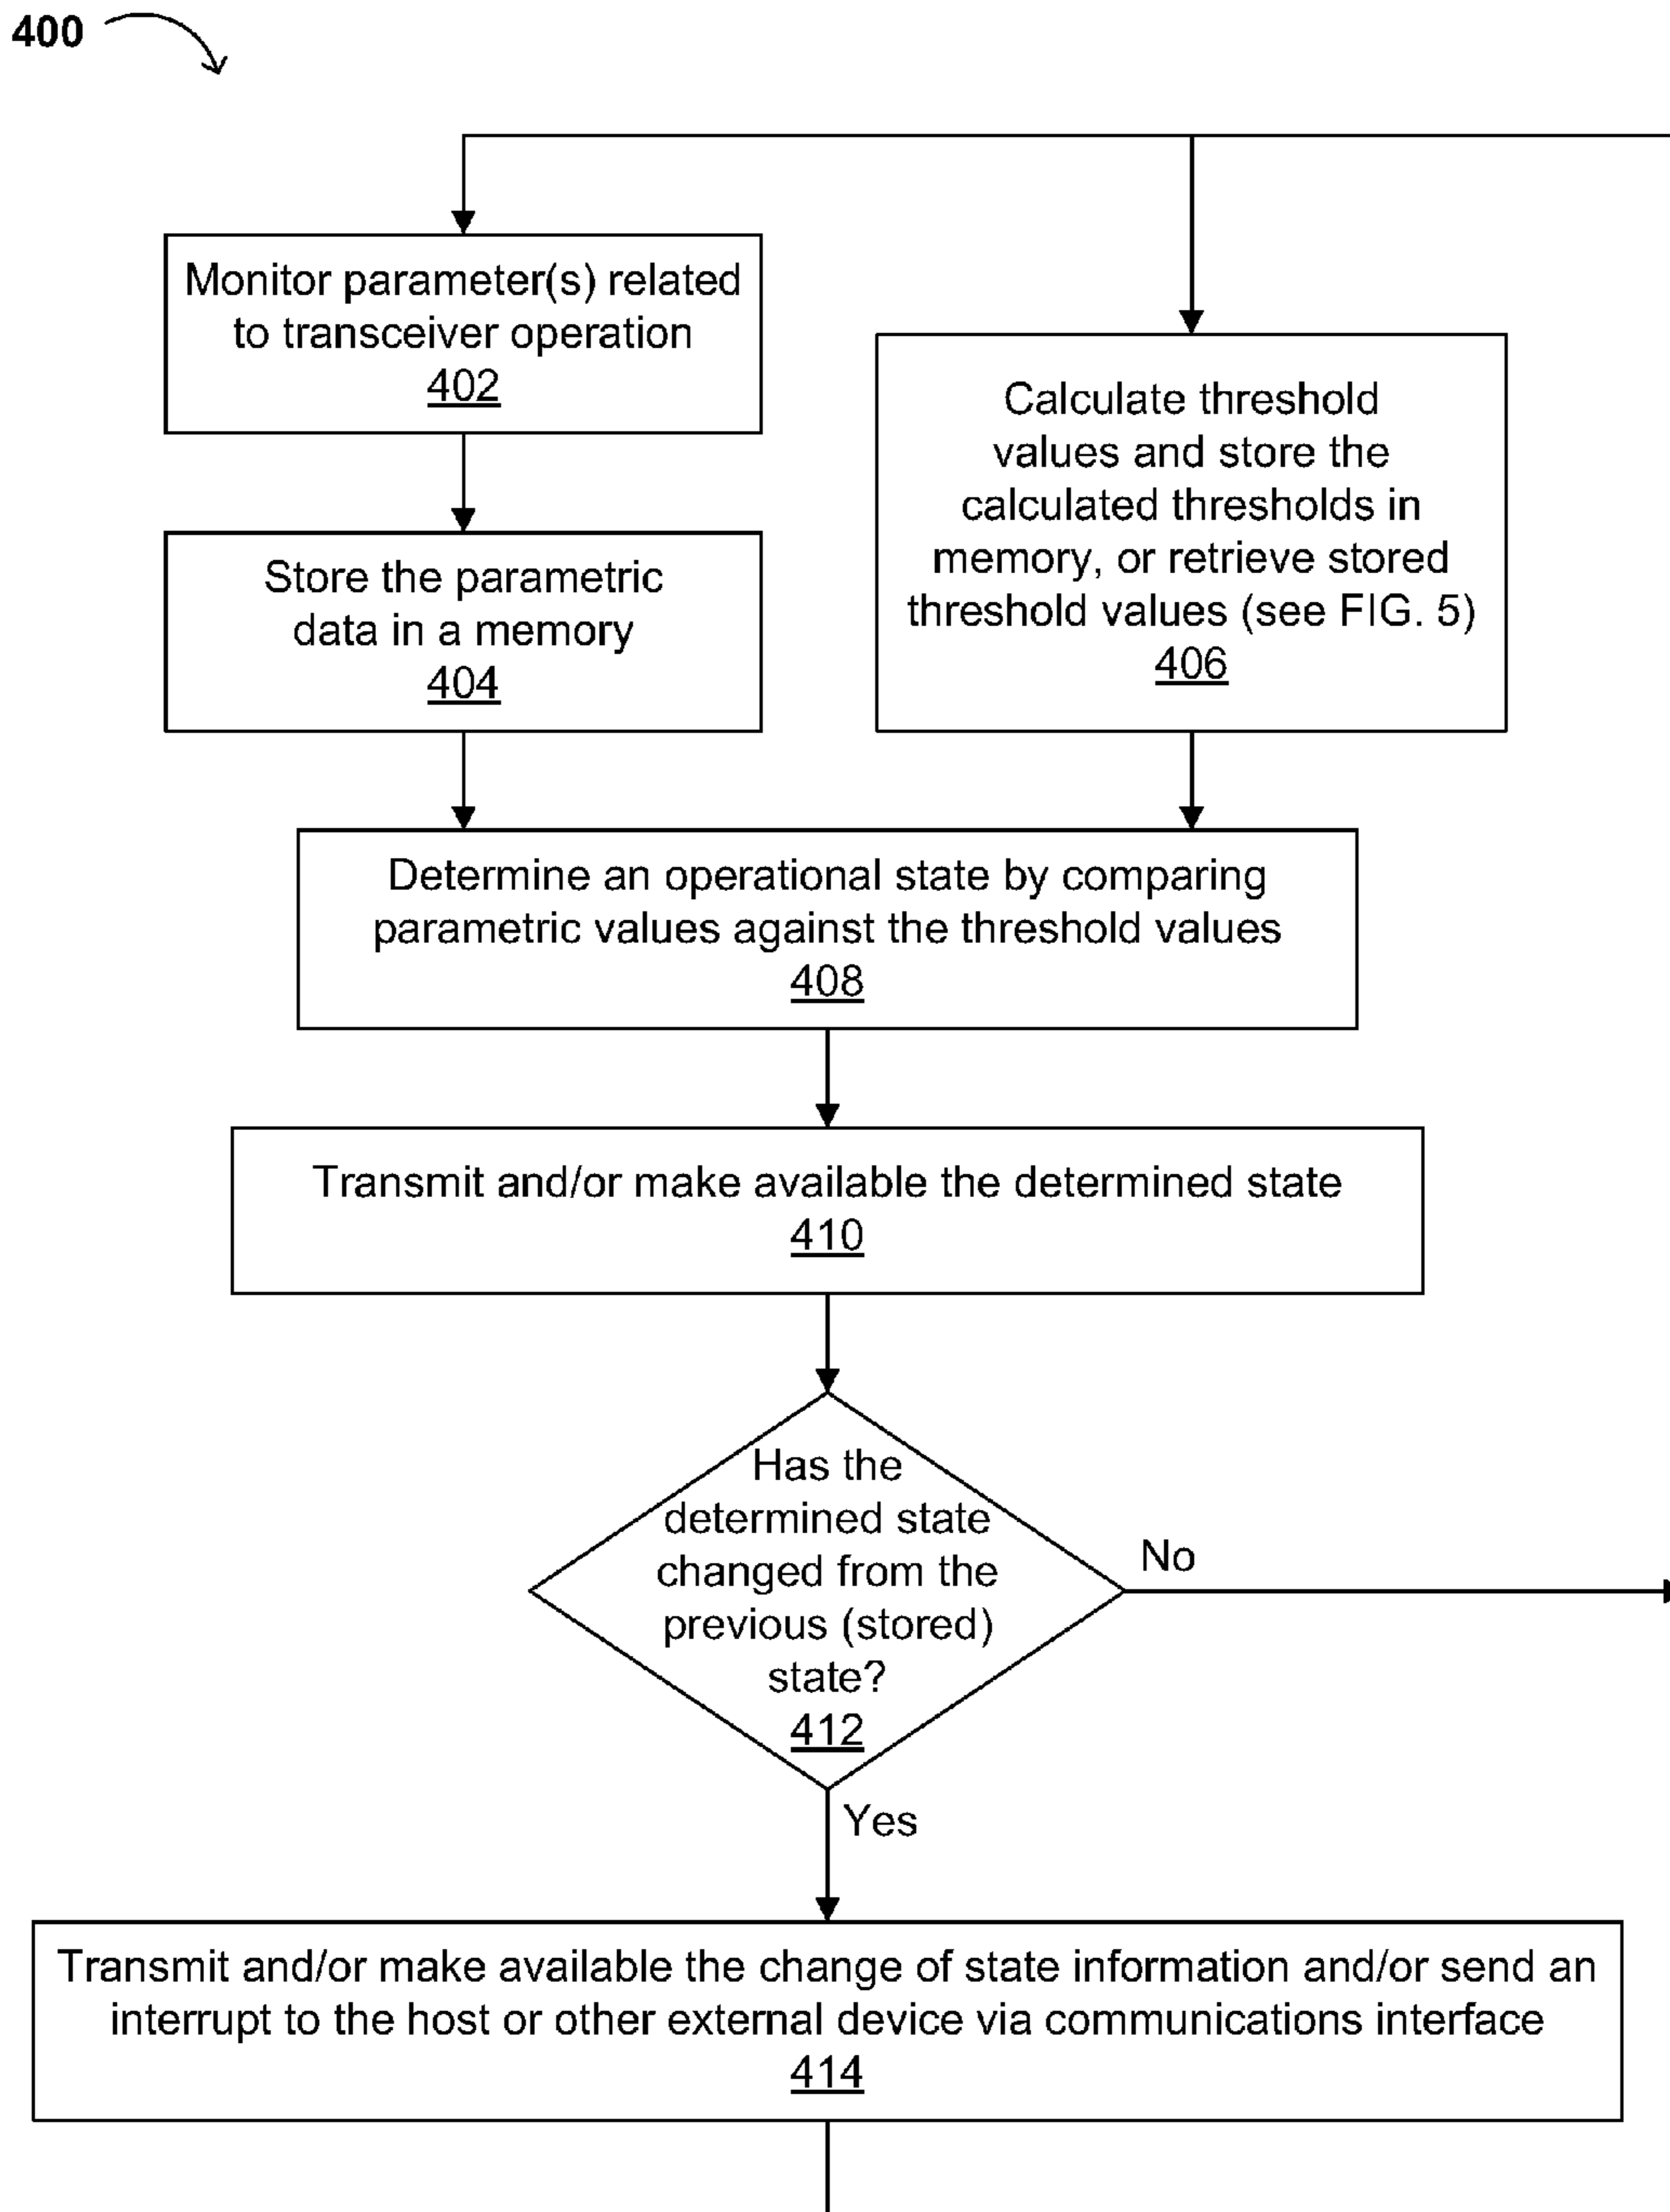 400
Monitor parameter(s) related
to transceiver operation
402
Store the parametric
data in a memory
404
Calculate threshold
values and store the
calculated thresholds in
memory, or retrieve stored
threshold values (see FIG. 5)
406
Determine an operational state by comparing
parametric values against the threshold values
408
Transmit and/or make available the determined state
410
Has the
determined state
changed from the
previous (stored)
state?
412
No
Yes
Transmit and/or make available the change of state information and/or send an
interrupt to the host or other external device via communications interface
414